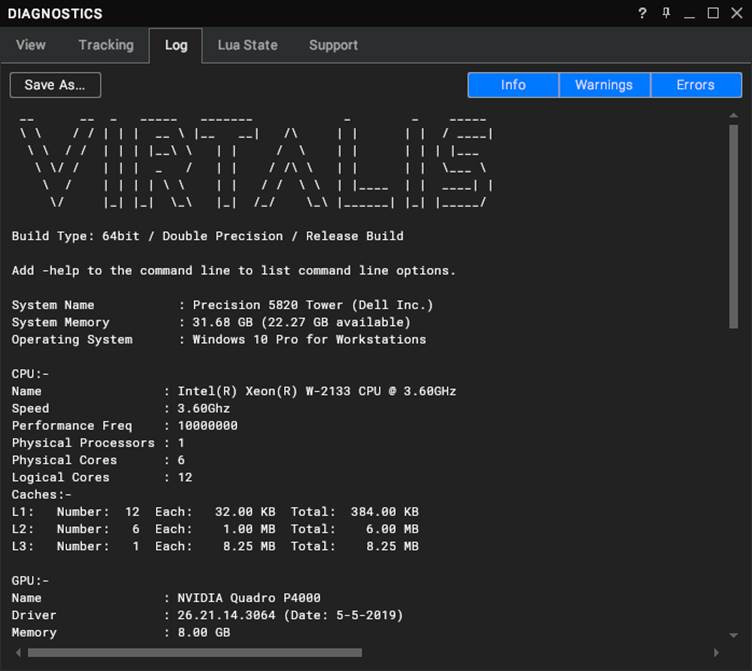 DIAGNOSTICS
View Tracking Log Lua State Support
Save As... Info Warnings Errors
VIRTALIS
Build Type: 64bit / Double Precision / Release Build
Add -help to the command line to list command line options.
System Name : Precision 5820 Tower (Dell Inc.)
System Memory : 31.68 GB (22.27 GB available)
Operating System : Windows 10 Pro for Workstations
CPU:-
Name : Intel(R) Xeon(R) W-2133 CPU @ 3.60GHz
Speed : 3.60Ghz
Performance Freq : 10000000
Physical Processors : 1
Physical Cores : 6
Logical Cores : 12
Caches:-
L1: Number: 12 Each: 32.00 KB Total: 384.00 KB
L2: Number: 6 Each: 1.00 MB Total: 6.00 MB
L3: Number: 1 Each: 8.25 MB Total: 8.25 MB
GPU:-
Name : NVIDIA Quadro P4000
Driver : 26.21.14.3064 (Date: 5-5-2019)
Memory : 8.00 GB